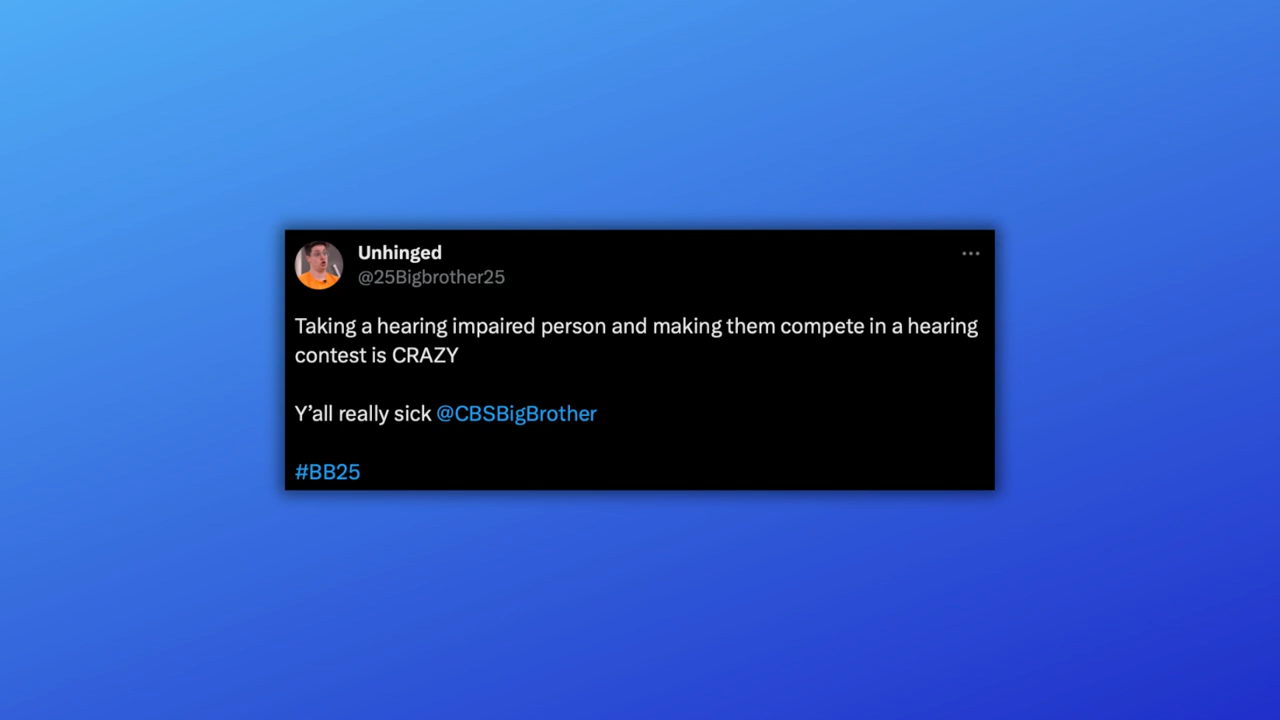 Unhinged
@25Bigbrother25
Taking a hearing impaired person and making them compete in a hearing
contest is CRAZY
Y’all really sick @CBSBigBrother
#BB25